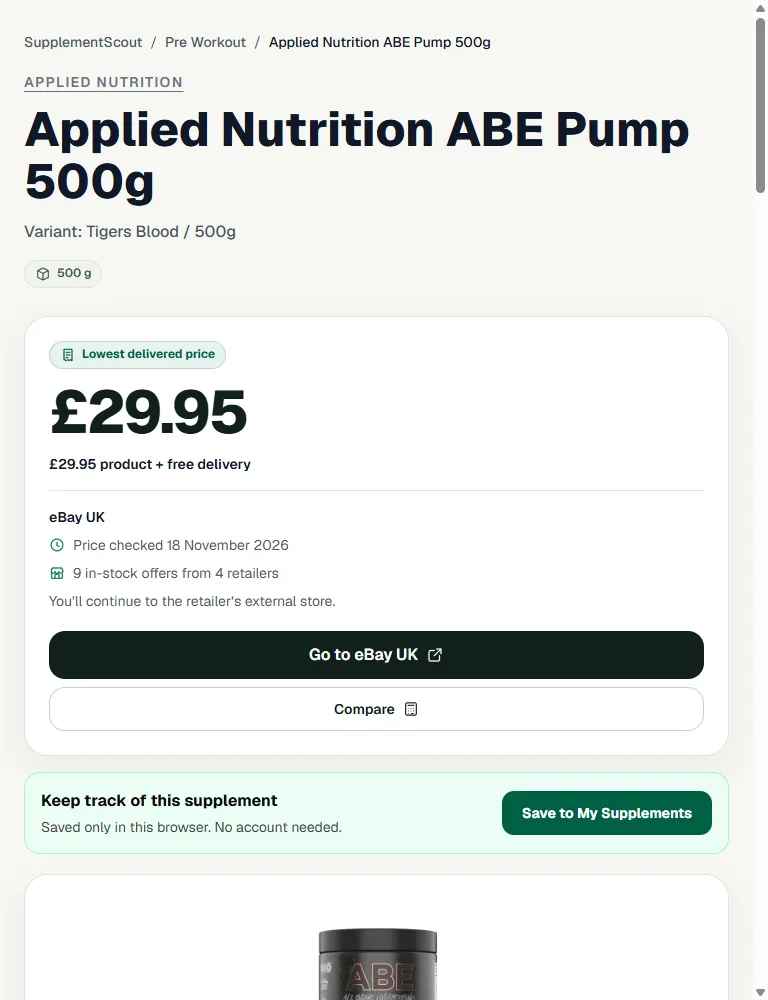 SupplementScout / Pre Workout / Applied Nutrition ABE Pump 500g
APPLIED NUTRITION
Applied Nutrition ABE Pump
500g
Variant: Tigers Blood / 500g
500 g
Lowest delivered price
£29.95
£29.95 product + free delivery
eBay UK
Price checked 18 November 2026
9 in-stock offers from 4 retailers
You'll continue to the retailer's external store.
Go to eBay UK
Compare
Keep track of this supplement
Saved only in this browser. No account needed.
Save to My Supplements
ABE